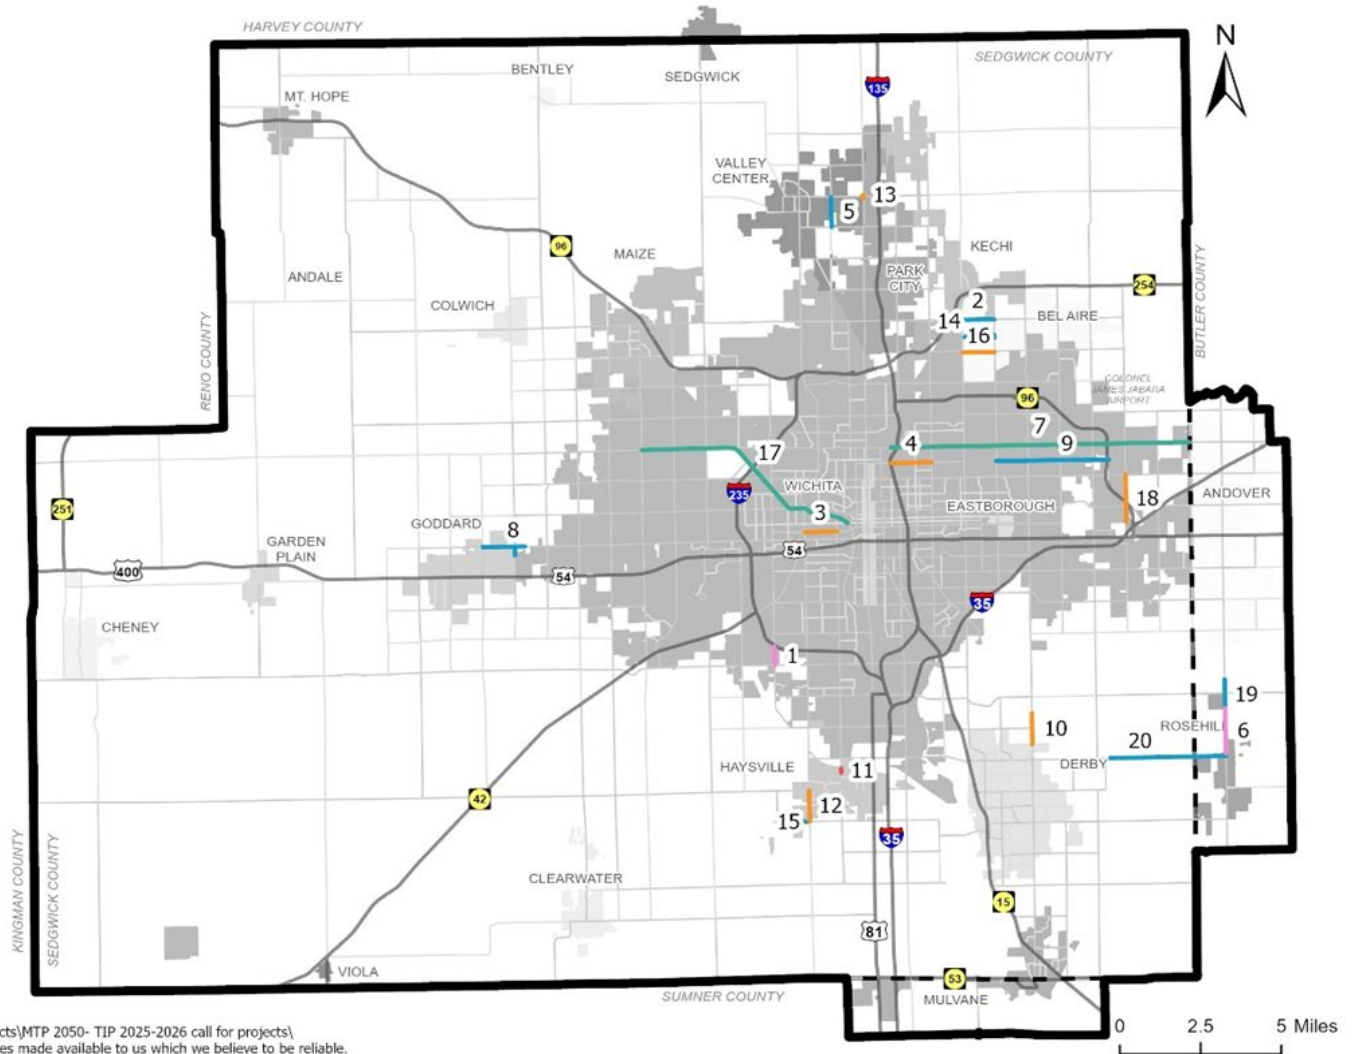 HARVEY COUNTY
N
SEDGWICK COUNTY
BENTLEY
SEDGWICK
135
MT. HOPE
VALLEY
CENTER
13
5
96
MAIZE
KECHI
BUTLER COUNTY
ANDALE
PARK
CITY
254
COLWICH
2
RENO COUNTY
14
BEL AIRE
16
COLONEL
JAMES JABARA
AIRPORT
96
7
4
9
17
235
WICHITA
18
ANDOVER
251
EASTBOROUGH
3
GODDARD
8
GARDEN
PLAIN
54
400
54
35
CHENEY
1
19
10
ROSEHILL
6
20
HAYSVILLE
11
DERBY
42
12
15
35
KINGMAN COUNTY
SEDGWICK COUNTY
CLEARWATER
15
81
VIOLA
53
SUMNER COUNTY
MULVANE
0 2.5 5 Miles
cts\MTP 2050- TIP 2025-2026 call for projects\
es made available to us which we believe to be reliable.